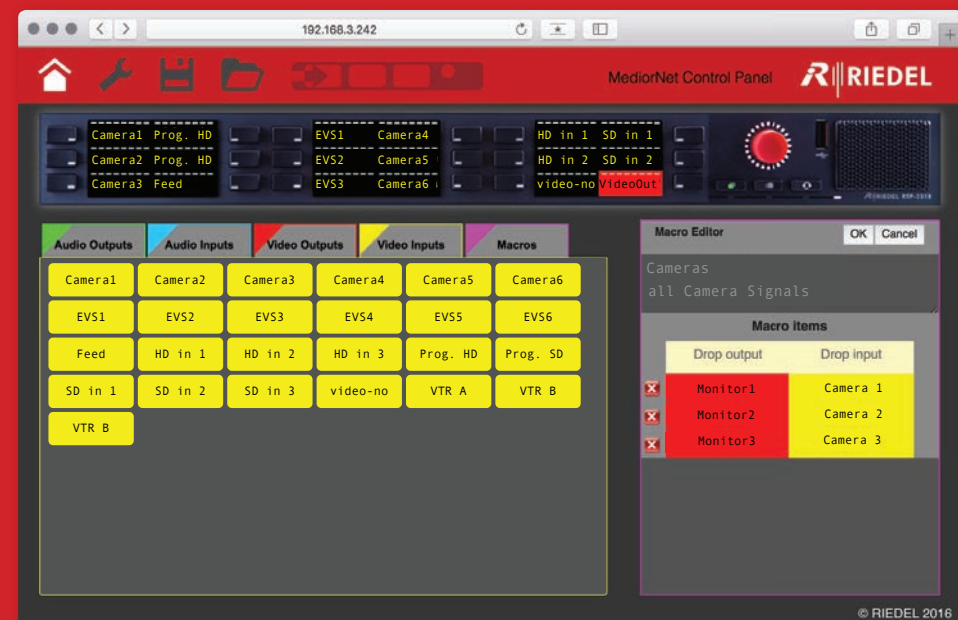 192.168.3.242
MediorNet Control Panel RIEDEL
Camera1 Prog. HD EVS1 Camera4 HD in 1 SD in 1
Camera2 Prog. HD EVS2 Camera5 HD in 2 SD in 2
Camera3 Feed EVS3 Camera6 video-no VideoOut
RIEDEL RSP-2318
Audio Outputs Audio Inputs Video Outputs Video Inputs Macros
Camera1 Camera2 Camera3 Camera4 Camera5 Camera6
EVS1 EVS2 EVS3 EVS4 EVS5 EVS6
Feed HD in 1 HD in 2 HD in 3 Prog. HD Prog. SD
SD in 1 SD in 2 SD in 3 video-no VTR A VTR B
VTR B
Macro Editor OK Cancel
Cameras
all Camera Signals
Macro items
Drop output Drop input
Monitor1 Camera 1
Monitor2 Camera 2
Monitor3 Camera 3
© RIEDEL 2016